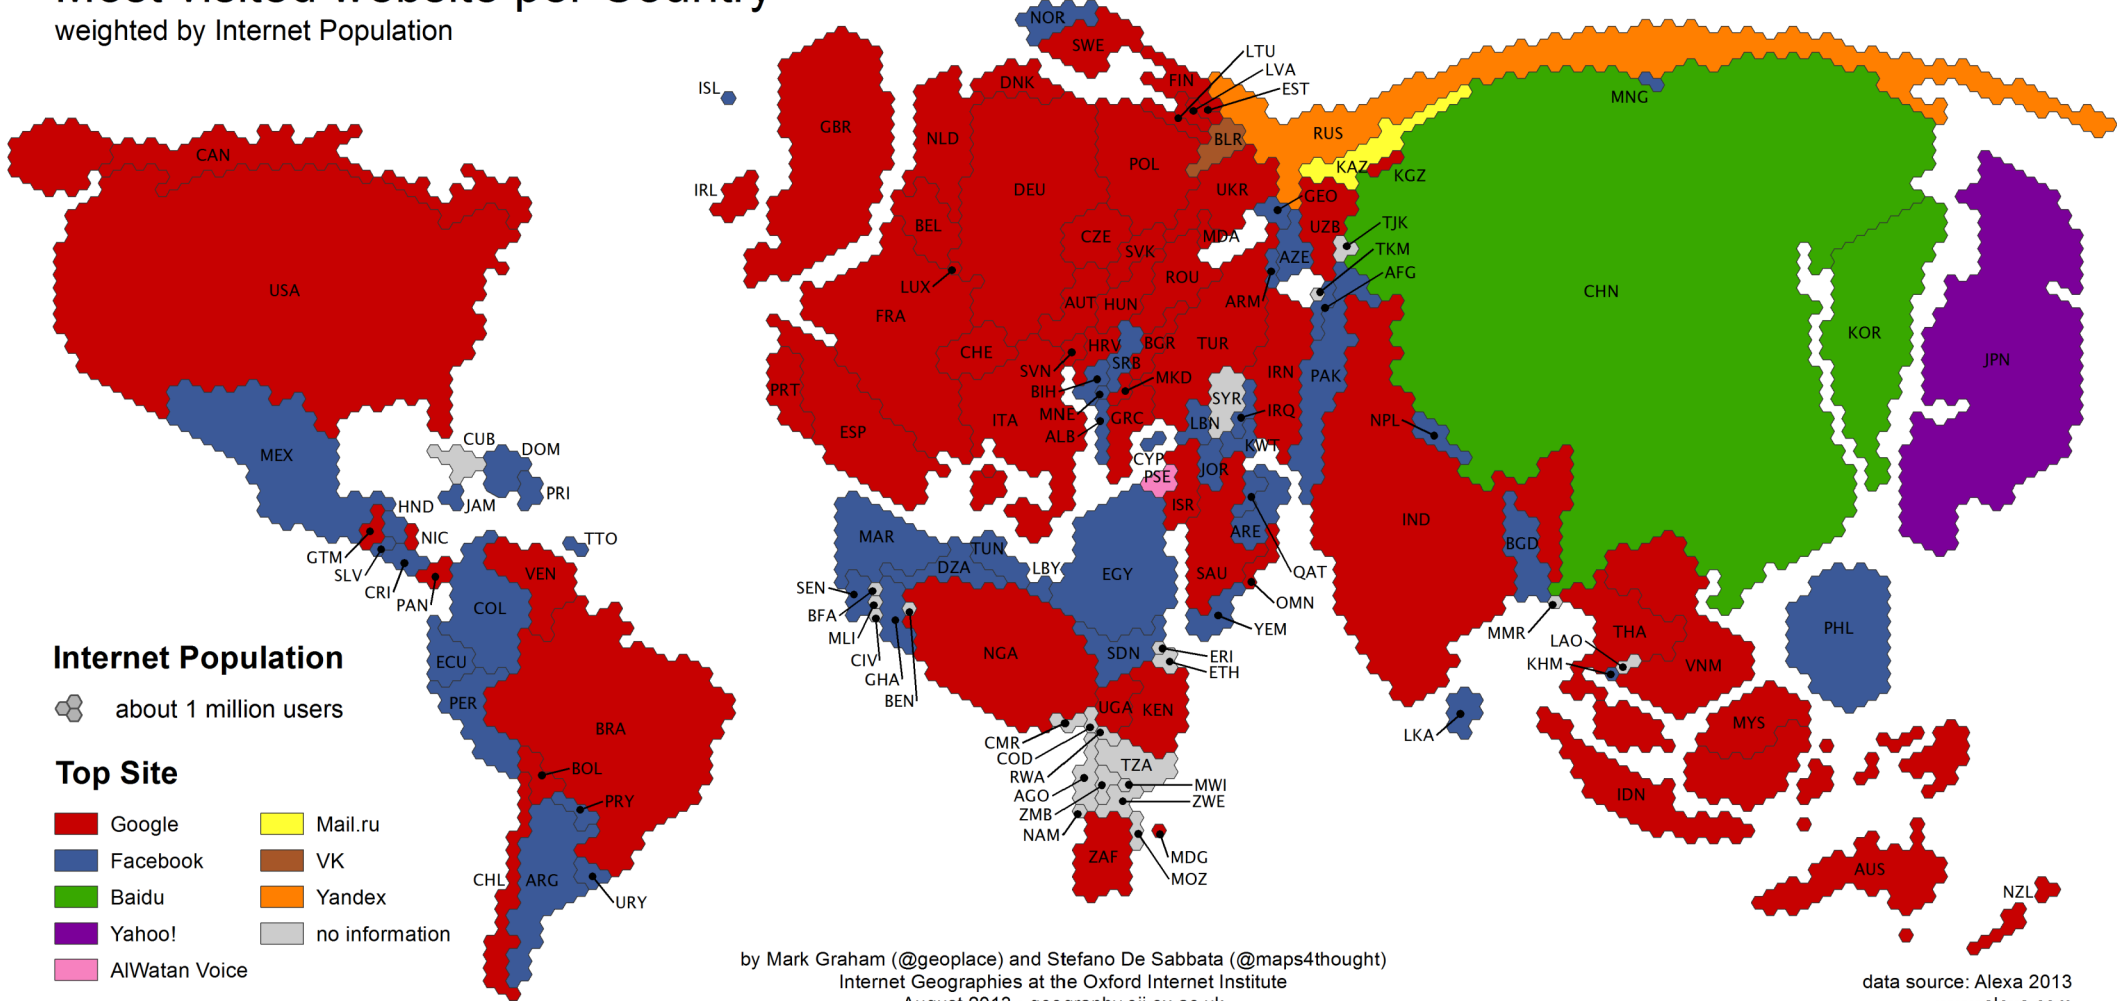 Most visited website per Country
weighted by Internet Population
NOR
SWE
LTU
LVA
EST
FIN
DNK
ISL
GBR
NLD
POL
BLR
RUS
MNG
CAN
DEU
UKR
KAZ
KGZ
IRL
GEO
BEL
CZE
SVK
MDA
UZB
TJK
TKM
AZE
AFG
USA
LUX
ROU
ARM
CHN
FRA
AUT
HUN
KOR
JPN
CHE
HRV
BGR
TUR
SRB
SVN
MKD
IRN
PAK
PRT
BIH
SYR
MNE
IRQ
ESP
ITA
ALB
GRC
LBN
NPL
KWT
MEX
CUB
DOM
CYP
PSE
JOR
PRI
HND
JAM
ISR
IND
ARE
BGD
MAR
NIC
TTO
TUN
GTM
SLV
VEN
DZA
LBY
EGY
SAU
QAT
CRI
PAN
SEN
OMN
COL
BFA
YEM
MMR
MLI
LAO
THA
PHL
ECU
CIV
NGA
SDN
ERI
KHM
VNM
GHA
ETH
BEN
PER
UGA
KEN
BRA
CMR
LKA
MYS
COD
BOL
RWA
TZA
AGO
MWI
PRY
ZMB
ZWE
IDN
NAM
ZAF
MDG
CHL
ARG
MOZ
AUS
URY
NZL
Internet Population
about 1 million users
Top Site
Google
Facebook
Baidu
Yahoo!
AlWatan Voice
Mail.ru
VK
Yandex
no information
by Mark Graham (@geoplace) and Stefano De Sabbata (@maps4thought)
Internet Geographies at the Oxford Internet Institute
August 2013
data source: Alexa 2013